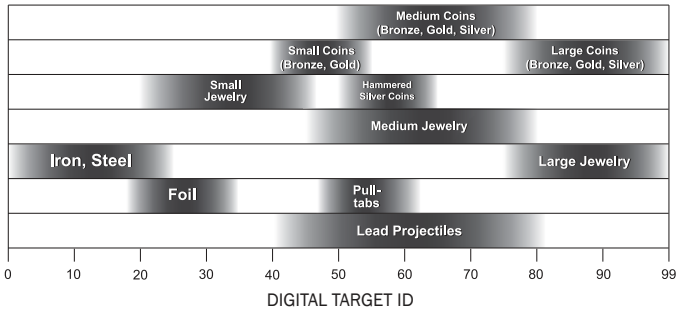 Medium Coins
(Bronze, Gold, Silver)
Small Coins
(Bronze, Gold)
Large Coins
(Bronze, Gold, Silver)
Small
Jewelry
Hammered
Silver Coins
Medium Jewelry
Iron, Steel
Large Jewelry
Foil
Pull-
tabs
Lead Projectiles
0 10 20 30 40 50 60 70 80 90 99
DIGITAL TARGET ID